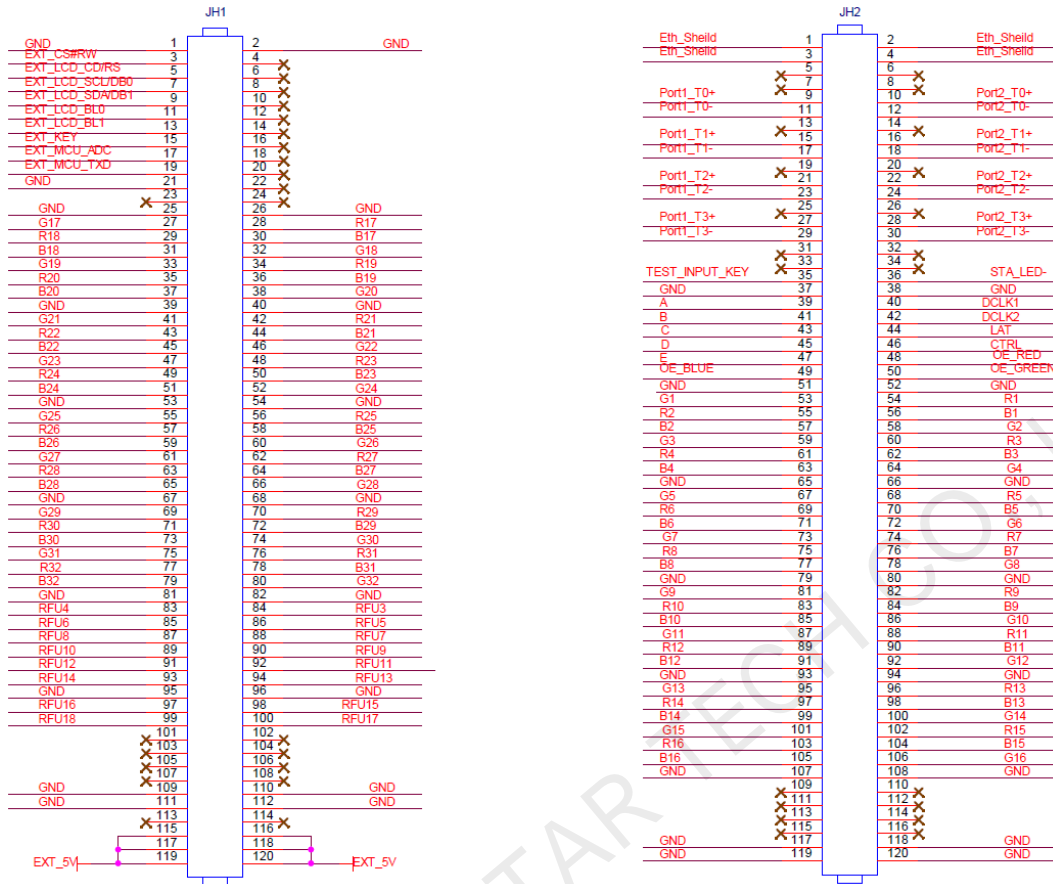 JH1
GND 1 2 GND
EXT_CS#RW 3 4
EXT_LCD_CD/RS 5 6
EXT_LCD_SCL/DB0 7 8
EXT_LCD_SDA/DB1 9 10
EXT_LCD_BL0 11 12
EXT_LCD_BL1 13 14
EXT_KEY 15 16
EXT_MCU_ADC 17 18
EXT_MCU_TXD 19 20
GND 21 22
23 24
GND 25 26 GND
G17 27 28 R17
R18 29 30 B17
B18 31 32 G18
G19 33 34 R19
R20 35 36 B19
B20 37 38 G20
GND 39 40 GND
G21 41 42 R21
R22 43 44 B21
B22 45 46 G22
G23 47 48 R23
R24 49 50 B23
B24 51 52 G24
GND 53 54 GND
G25 55 56 R25
R26 57 58 B25
B26 59 60 G26
G27 61 62 R27
R28 63 64 B27
B28 65 66 G28
GND 67 68 GND
G29 69 70 R29
R30 71 72 B29
B30 73 74 G30
G31 75 76 R31
R32 77 78 B31
B32 79 80 G32
GND 81 82 GND
RFU4 83 84 RFU3
RFU6 85 86 RFU5
RFU8 87 88 RFU7
RFU10 89 90 RFU9
RFU12 91 92 RFU11
RFU14 93 94 RFU13
GND 95 96 GND
RFU16 97 98 RFU15
RFU18 99 100 RFU17
101 102
103 104
105 106
107 108
GND 109 110 GND
GND 111 112 GND
113 114
115 116
117 118
EXT_5V 119 120 EXT_5V
JH2
Eth_Sheild 1 2 Eth_Sheild
Eth_Sheild 3 4 Eth_Sheild
5 6
7 8
Port1_T0+ 9 10 Port2_T0+
Port1_T0- 11 12 Port2_T0-
13 14
Port1_T1+ 15 16 Port2_T1+
Port1_T1- 17 18 Port2_T1-
19 20
Port1_T2+ 21 22 Port2_T2+
Port1_T2- 23 24 Port2_T2-
25 26
Port1_T3+ 27 28 Port2_T3+
Port1_T3- 29 30 Port2_T3-
31 32
33 34
TEST_INPUT_KEY 35 36 STA_LED-
GND 37 38 GND
A 39 40 DCLK1
B 41 42 DCLK2
C 43 44 LAT
D 45 46 CTRL
E 47 48 OE_RED
OE_BLUE 49 50 OE_GREEN
GND 51 52 GND
G1 53 54 R1
R2 55 56 B1
B2 57 58 G2
G3 59 60 R3
R4 61 62 B3
B4 63 64 G4
GND 65 66 GND
G5 67 68 R5
R6 69 70 B5
B6 71 72 G6
G7 73 74 R7
R8 75 76 B7
B8 77 78 G8
GND 79 80 GND
G9 81 82 R9
R10 83 84 B9
B10 85 86 G10
G11 87 88 R11
R12 89 90 B11
B12 91 92 G12
GND 93 94 GND
G13 95 96 R13
R14 97 98 B13
B14 99 100 G14
G15 101 102 R15
R16 103 104 B15
B16 105 106 G16
GND 107 108 GND
109 110
111 112
113 114
115 116
GND 117 118 GND
GND 119 120 GND
TAR TECH CO.,